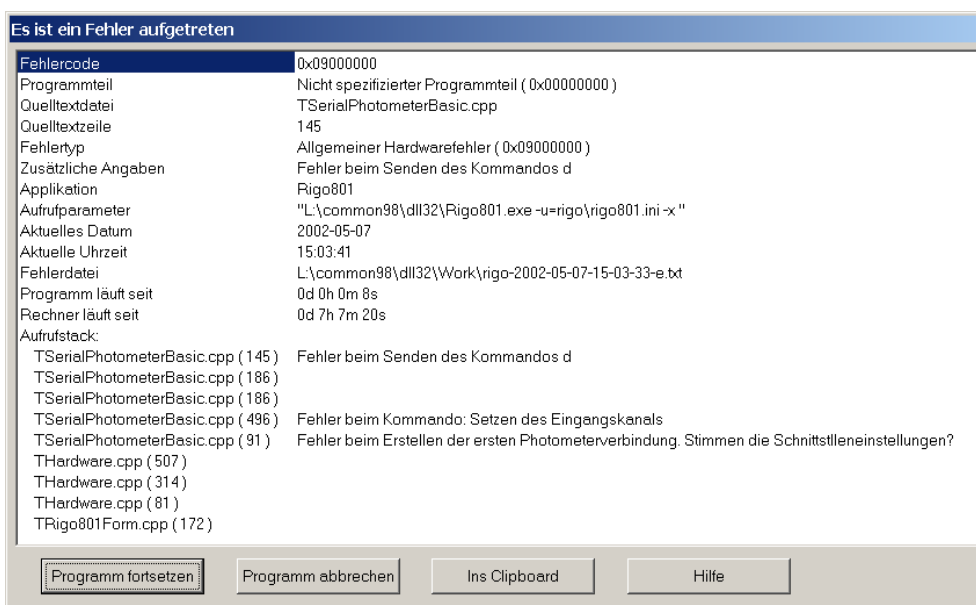 Es ist ein Fehler aufgetreten
Fehlercode 0x09000000
Programmteil Nicht spezifizierter Programmteil ( 0x00000000 )
Quelltextdatei TSerialPhotometerBasic.cpp
Quelltextzeile 145
Fehlertyp Allgemeiner Hardwarefehler ( 0x09000000 )
Zusätzliche Angaben Fehler beim Senden des Kommandos d
Applikation Rigo801
Aufrufparameter "L:\common98\dll32\Rigo801.exe -u=rigo\rigo801.ini -x "
Aktuelles Datum 2002-05-07
Aktuelle Uhrzeit 15:03:41
Fehlerdatei L:\common98\dll32\Work\rigo-2002-05-07-15-03-33-e.txt
Programm läuft seit 0d 0h 0m 8s
Rechner läuft seit 0d 7h 7m 20s
Aufrufstack:
TSerialPhotometerBasic.cpp ( 145 ) Fehler beim Senden des Kommandos d
TSerialPhotometerBasic.cpp ( 186 )
TSerialPhotometerBasic.cpp ( 186 )
TSerialPhotometerBasic.cpp ( 496 ) Fehler beim Kommando: Setzen des Eingangskanals
TSerialPhotometerBasic.cpp ( 91 ) Fehler beim Erstellen der ersten Photometerverbindung. Stimmen die Schnittstlleneinstellungen?
THardware.cpp ( 507 )
THardware.cpp ( 314 )
THardware.cpp ( 81 )
TRigo801Form.cpp ( 172 )
Programm fortsetzen Programm abbrechen Ins Clipboard Hilfe